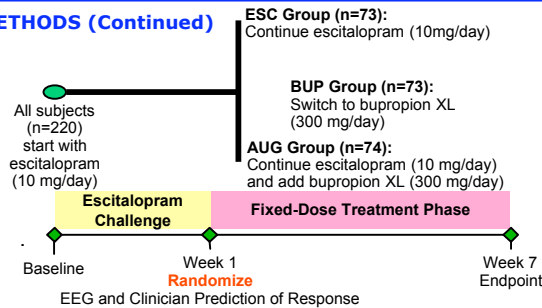 ETHODS (Continued)
ESC Group (n=73):
Continue escitalopram (10mg/day)
BUP Group (n=73):
Switch to bupropion XL
(300 mg/day)
All subjects
(n=220)
start with
escitalopram
(10 mg/day)
AUG Group (n=74):
Continue escitalopram (10 mg/day)
and add bupropion XL (300 mg/day)
Escitalopram
Challenge
Fixed-Dose Treatment Phase
.
Baseline
Week 1
Randomize
Week 7
Endpoint
EEG and Clinician Prediction of Response